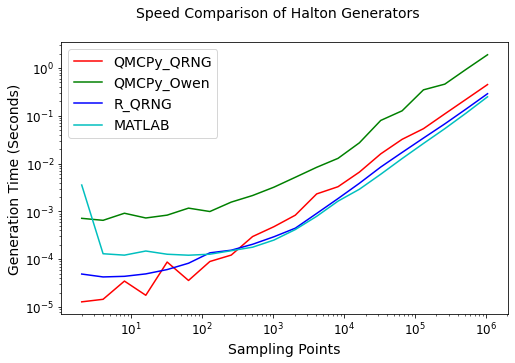 Speed Comparison of Halton Generators
QMCPy_QRNG
QMCPy_Owen
R_QRNG
MATLAB
Generation Time (Seconds)
10⁰
10⁻¹
10⁻²
10⁻³
10⁻⁴
10⁻⁵
10¹ 10² 10³ 10⁴ 10⁵ 10⁶
Sampling Points